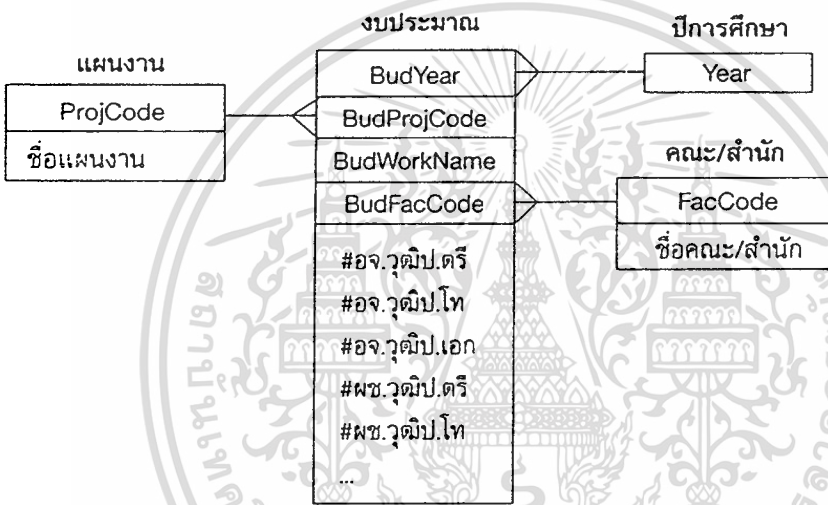 งบประมาณ
ปีการศึกษา
แผนงาน
BudYear
Year
ProjCode
BudProjCode
ชื่อแผนงาน
BudWorkName
คณะ/สำนัก
BudFacCode
FacCode
ชื่อคณะ/สำนัก
#อจ.วุฒิป.ตรี
#อจ.วุฒิป.โท
#อจ.วุฒิป.เอก
#ผช.วุฒิป.ตรี
#ผช.วุฒิป.โท
...